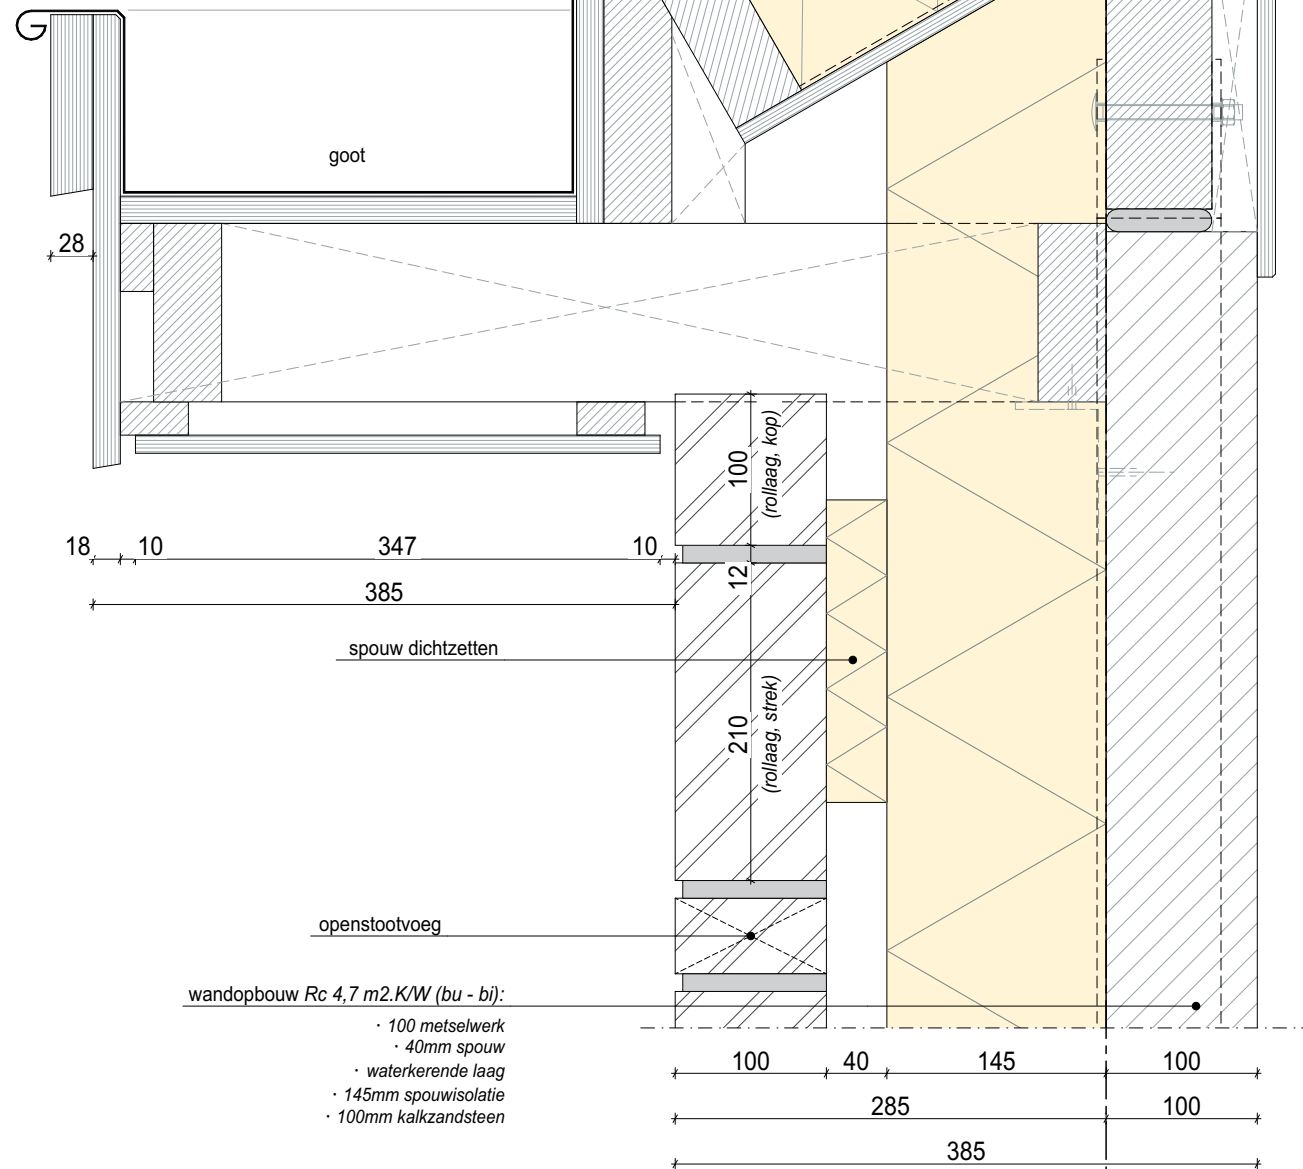 goot
28
100
(rollaag, kop)
18
10
347
10
12
385
spouw dichtzetten
210
(rollaag, strek)
openstootvoeg
wandopbouw Rc 4,7 m2.K/W (bu - bi):
· 100 metselwerk
· 40mm spouw
· waterkerende laag
· 145mm spouwisolatie
· 100mm kalkzandsteen
100
40
145
100
285
100
385